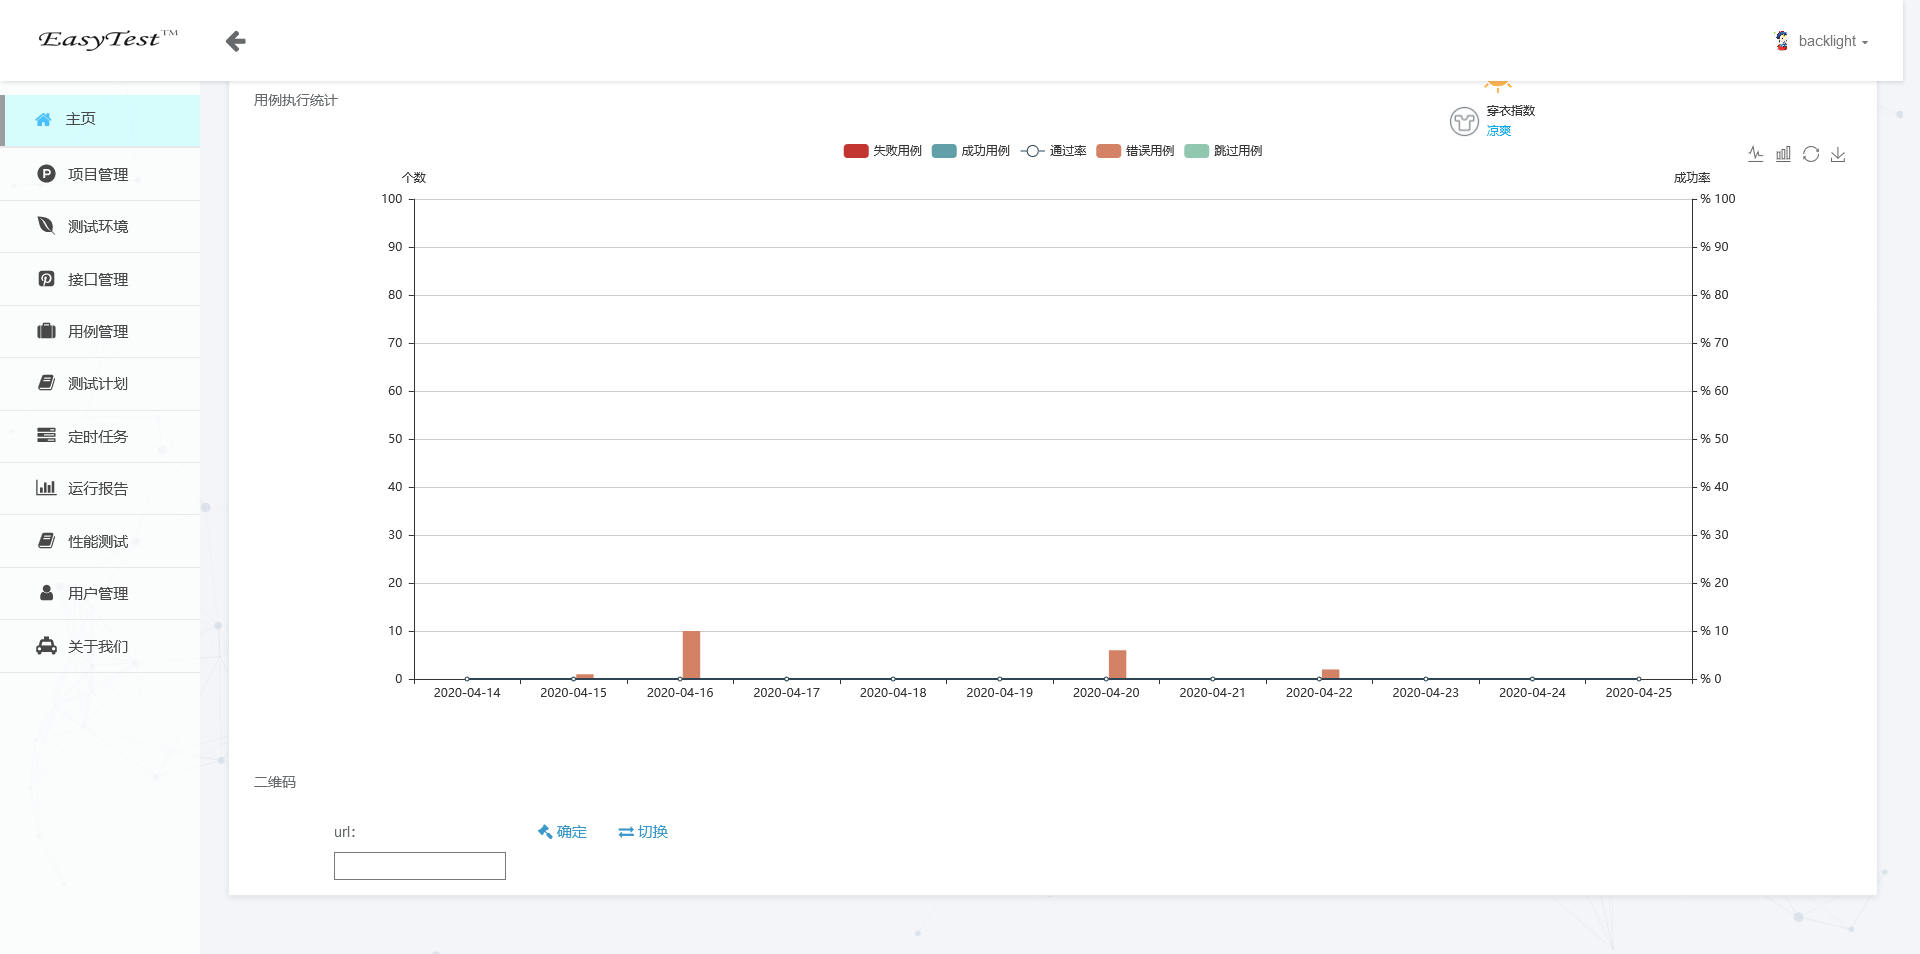 EasyTest™
backlight
主页
项目管理
测试环境
接口管理
用例管理
测试计划
定时任务
运行报告
性能测试
用户管理
关于我们
用例执行统计
穿衣指数
凉爽
失败用例 成功用例 通过率 错误用例 跳过用例
个数
成功率
100
90
80
70
60
50
40
30
20
10
0
% 100
% 90
% 80
% 70
% 60
% 50
% 40
% 30
% 20
% 10
% 0
2020-04-14 2020-04-15 2020-04-16 2020-04-17 2020-04-18 2020-04-19 2020-04-20 2020-04-21 2020-04-22 2020-04-23 2020-04-24 2020-04-25
二维码
url: 确定 切换